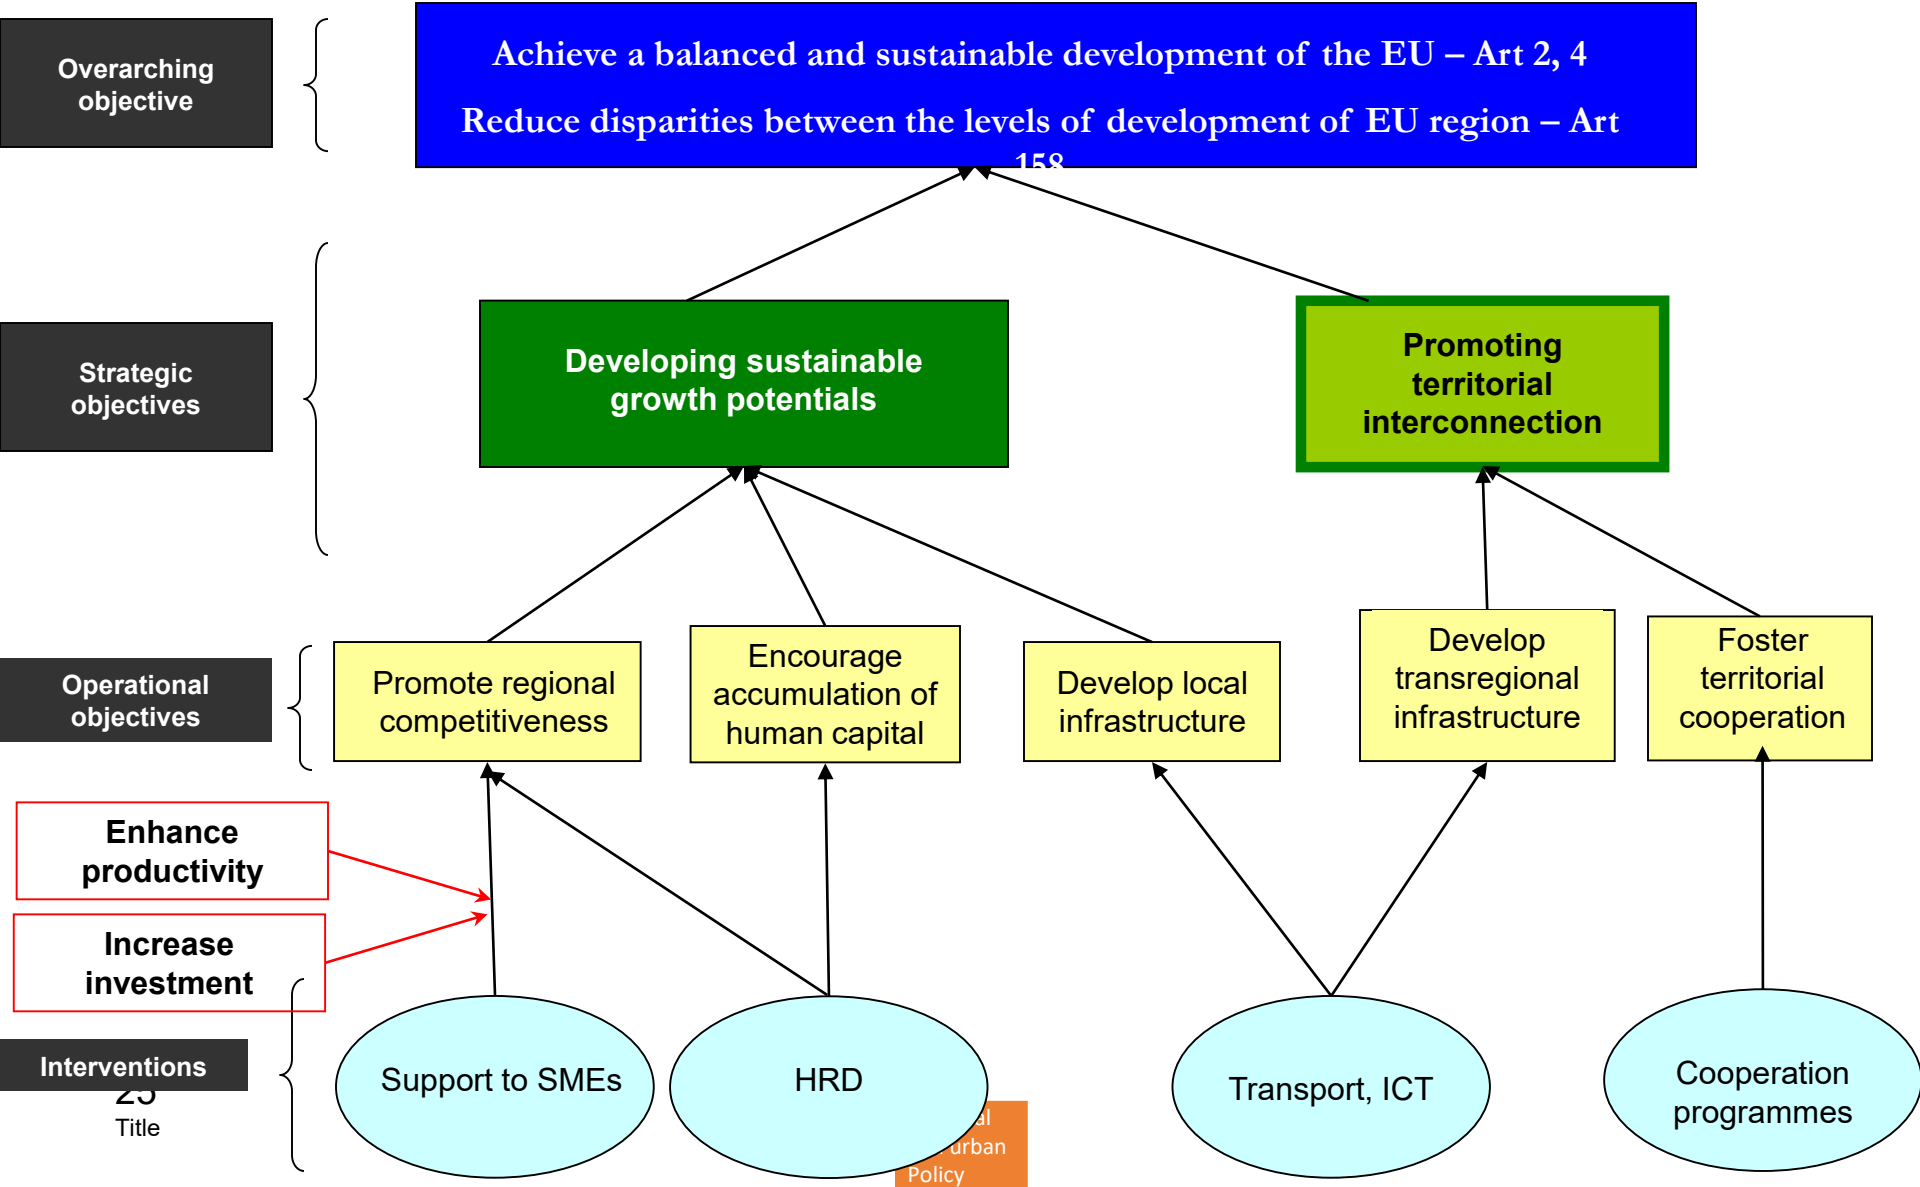 Overarching
objective
Achieve a balanced and sustainable development of the EU – Art 2, 4
Reduce disparities between the levels of development of EU region – Art
158
Strategic
objectives
Developing sustainable
growth potentials
Promoting
territorial
interconnection
Operational
objectives
Promote regional
competitiveness
Encourage
accumulation of
human capital
Develop local
infrastructure
Develop
transregional
infrastructure
Foster
territorial
cooperation
Enhance
productivity
Increase
investment
Interventions
25
Title
Support to SMEs
HRD
Transport, ICT
Cooperation
programmes
urban
Policy